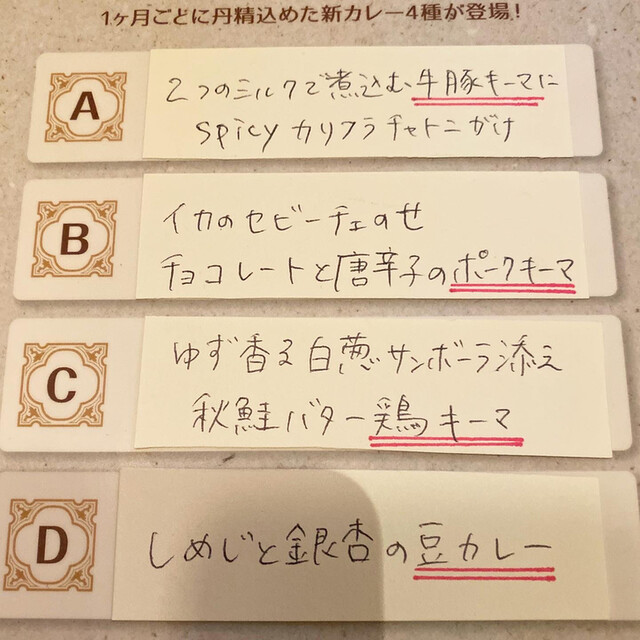 1ヶ月ごとに丹精込めた新カレー4種が登場!
A
2つのミルクで煮込む牛豚キーマに
spicyカリフラチャトニがけ
B
イカのセビーチェのせ
チョコレートと唐辛子のポークキーマ
C
ゆず香る白葱サンボーラ添え
秋鮭バター鶏キーマ
D
しめじと銀杏の豆カレー